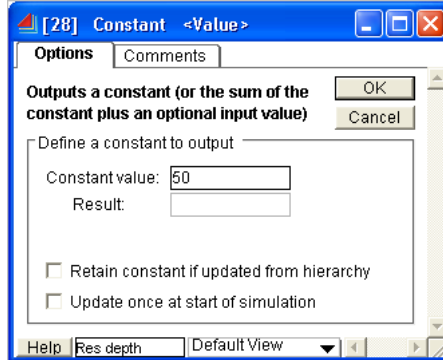 [28] Constant <Value>
Options
Comments
Outputs a constant (or the sum of the
constant plus an optional input value)
OK
Cancel
Define a constant to output
Constant value: 50
Result:
Retain constant if updated from hierarchy
Update once at start of simulation
Help Res depth Default View